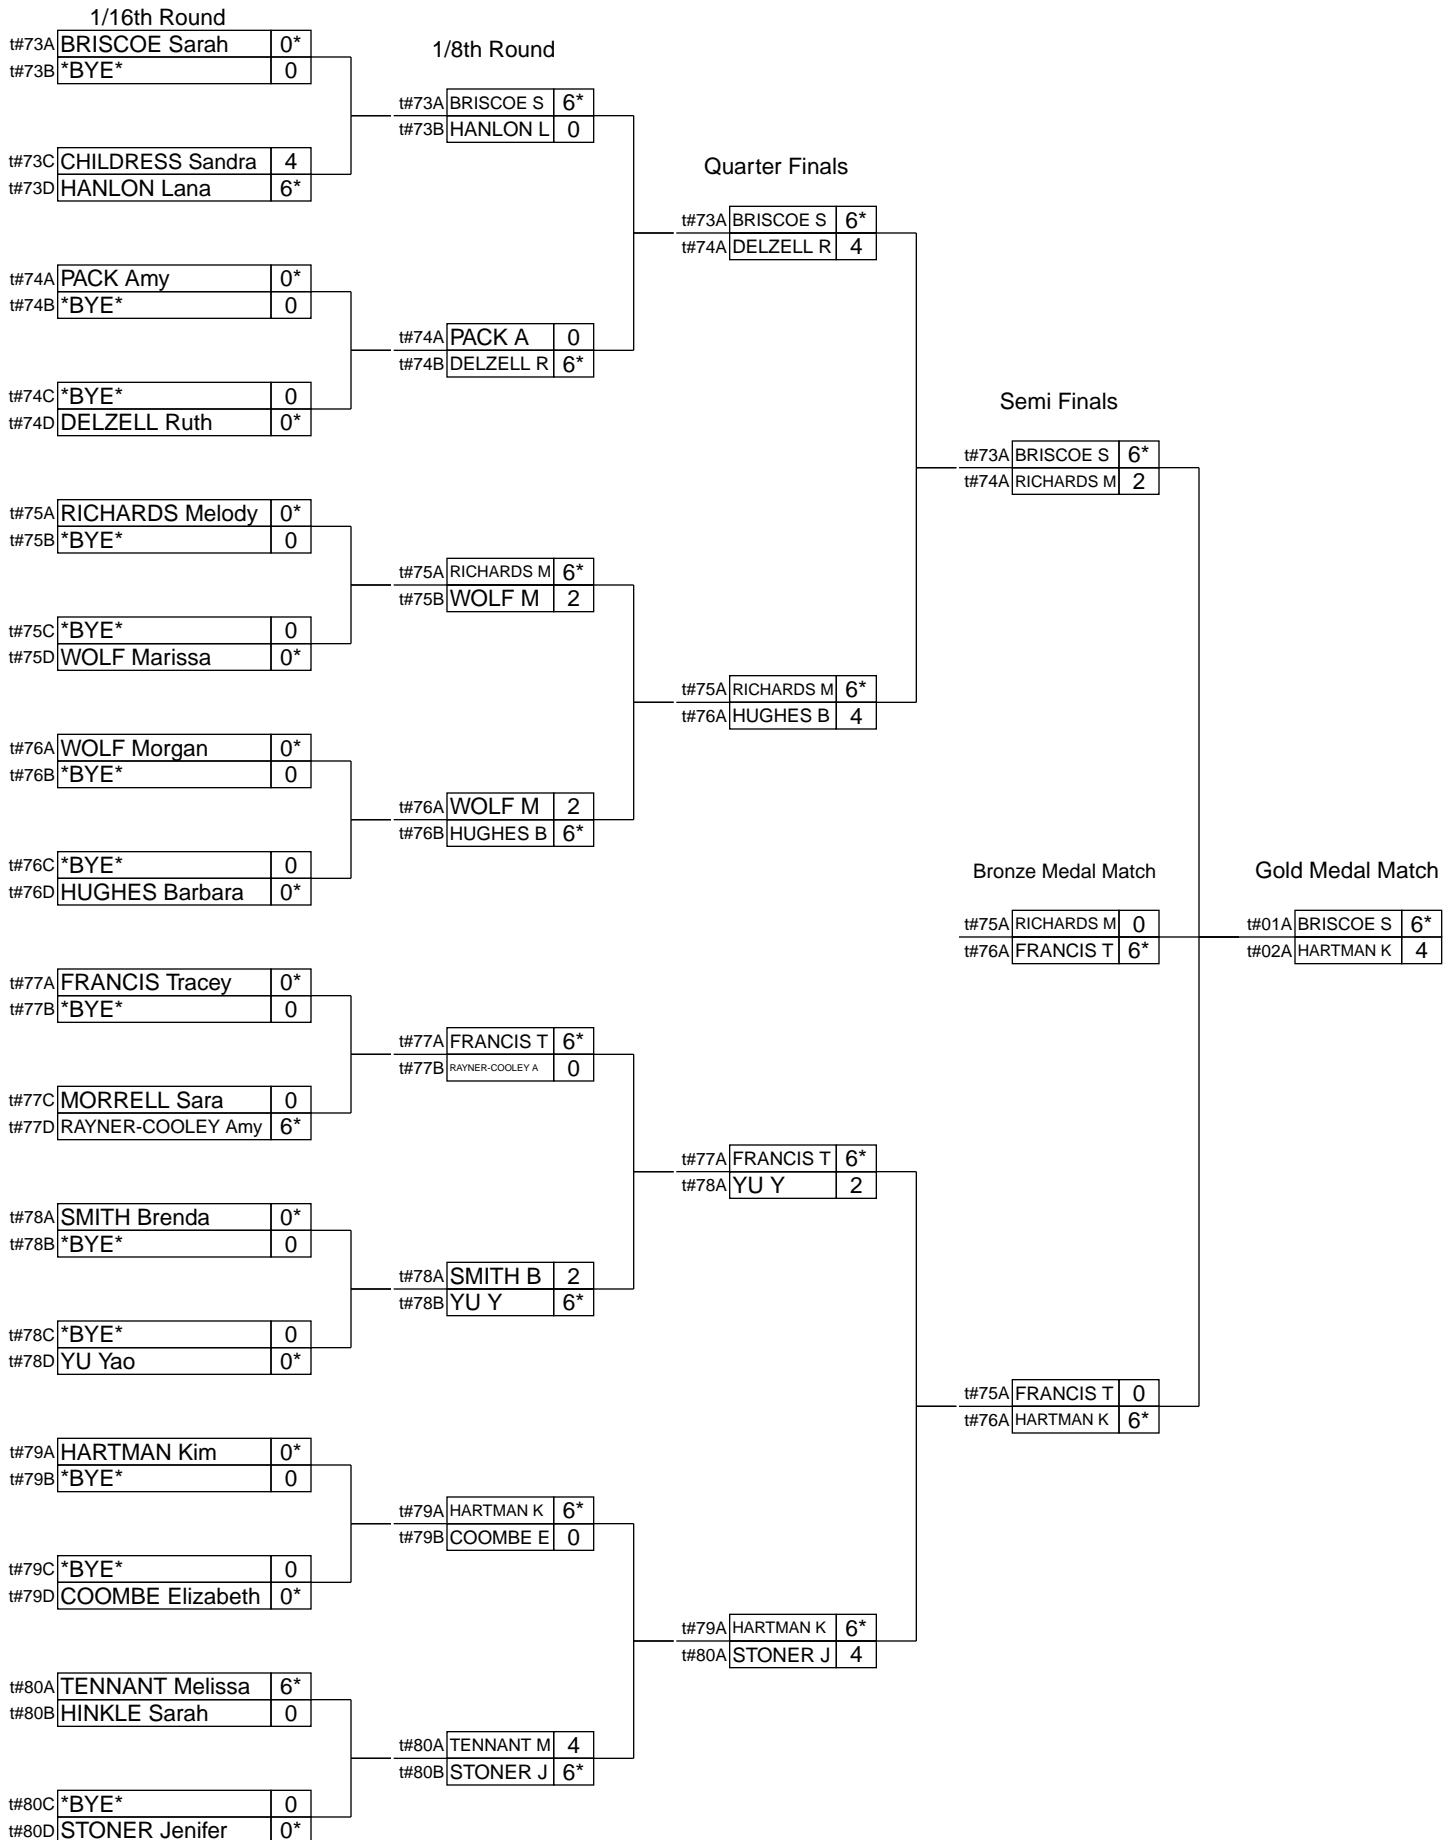 1/16th Round
t#73A BRISCOE Sarah 0*
t#73B *BYE* 0
t#73C CHILDRESS Sandra 4
t#73D HANLON Lana 6*
t#74A PACK Amy 0*
t#74B *BYE* 0
t#74C *BYE* 0
t#74D DELZELL Ruth 0*
t#75A RICHARDS Melody 0*
t#75B *BYE* 0
t#75C *BYE* 0
t#75D WOLF Marissa 0*
t#76A WOLF Morgan 0*
t#76B *BYE* 0
t#76C *BYE* 0
t#76D HUGHES Barbara 0*
t#77A FRANCIS Tracey 0*
t#77B *BYE* 0
t#77C MORRELL Sara 0
t#77D RAYNER-COOLEY Amy 6*
t#78A SMITH Brenda 0*
t#78B *BYE* 0
t#78C *BYE* 0
t#78D YU Yao 0*
t#79A HARTMAN Kim 0*
t#79B *BYE* 0
t#79C *BYE* 0
t#79D COOMBE Elizabeth 0*
t#80A TENNANT Melissa 6*
t#80B HINKLE Sarah 0
t#80C *BYE* 0
t#80D STONER Jenifer 0*
1/8th Round
t#73A BRISCOE S 6*
t#73B HANLON L 0
t#74A PACK A 0
t#74B DELZELL R 6*
t#75A RICHARDS M 6*
t#75B WOLF M 2
t#76A WOLF M 2
t#76B HUGHES B 6*
t#77A FRANCIS T 6*
t#77B RAYNER-COOLEY A 0
t#78A SMITH B 2
t#78B YU Y 6*
t#79A HARTMAN K 6*
t#79B COOMBE E 0
t#80A TENNANT M 4
t#80B STONER J 6*
Quarter Finals
t#73A BRISCOE S 6*
t#74A DELZELL R 4
t#75A RICHARDS M 6*
t#76A HUGHES B 4
t#77A FRANCIS T 6*
t#78A YU Y 2
t#79A HARTMAN K 6*
t#80A STONER J 4
Semi Finals
t#73A BRISCOE S 6*
t#74A RICHARDS M 2
t#75A FRANCIS T 0
t#76A HARTMAN K 6*
Bronze Medal Match
t#75A RICHARDS M 0
t#76A FRANCIS T 6*
Gold Medal Match
t#01A BRISCOE S 6*
t#02A HARTMAN K 4